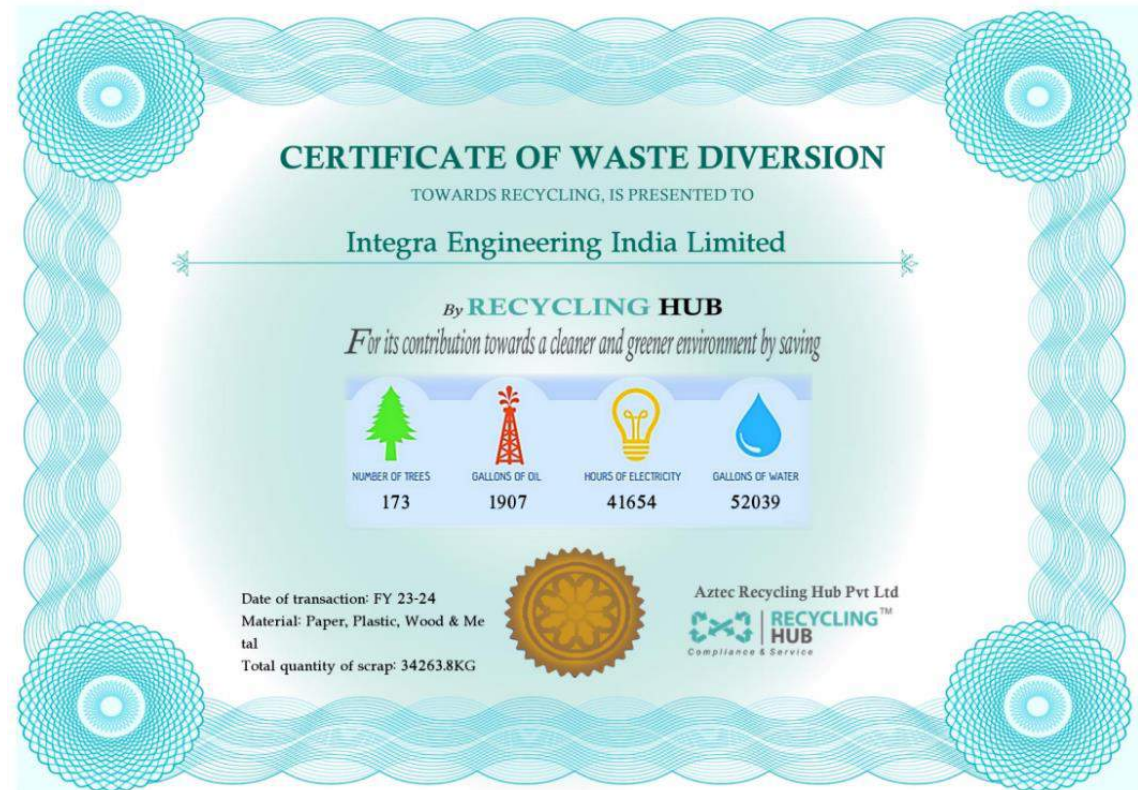 CERTIFICATE OF WASTE DIVERSION
TOWARDS RECYCLING, IS PRESENTED TO
Integra Engineering India Limited
By RECYCLING HUB
For its contribution towards a cleaner and greener environment by saving
NUMBER OF TREES
173
GALLONS OF OIL
1907
HOURS OF ELECTRICITY
41654
GALLONS OF WATER
52039
Date of transaction: FY 23-24
Material: Paper, Plastic, Wood & Me
tal
Total quantity of scrap: 34263.8KG
Aztec Recycling Hub Pvt Ltd
RECYCLING™
HUB
Compliance & Service